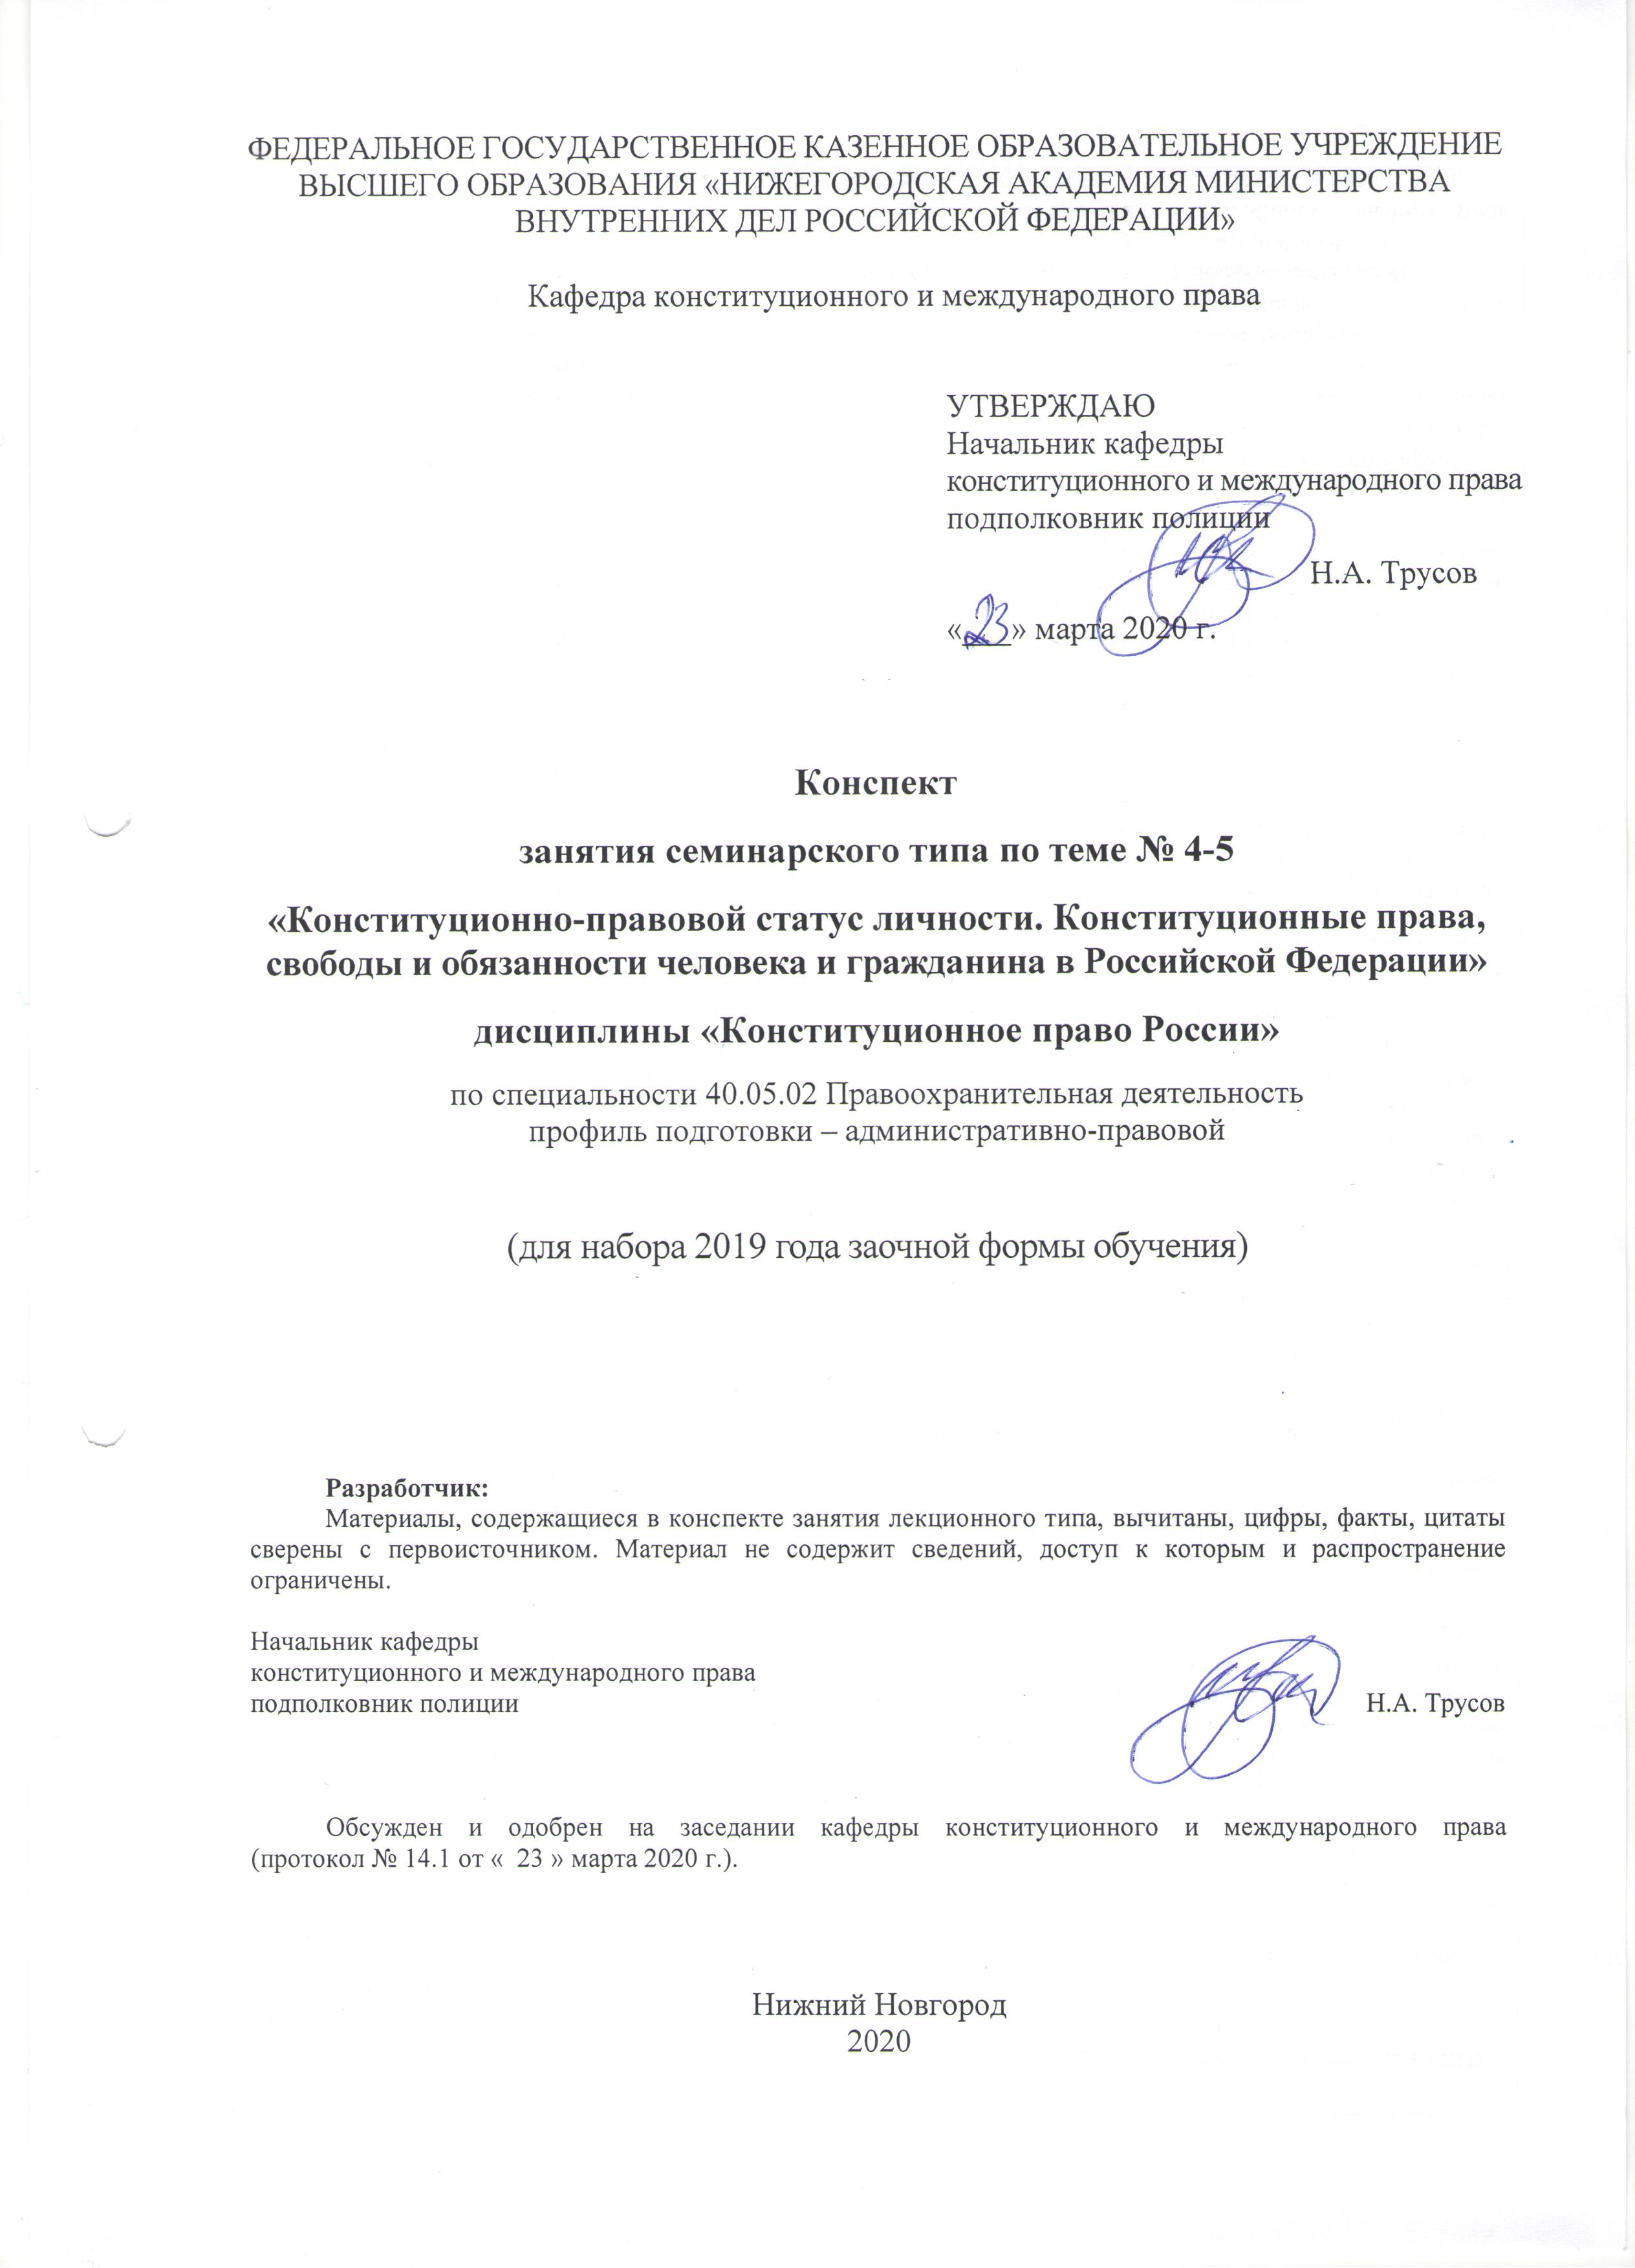 ФЕДЕРАЛЬНОЕ ГОСУДАРСТВЕННОЕ КАЗЕННОЕ ОБРАЗОВАТЕЛЬНОЕ УЧРЕЖДЕНИЕ
ВЫСШЕГО ОБРАЗОВАНИЯ «НИЖЕГОРОДСКАЯ АКАДЕМИЯ МИНИСТЕРСТВА
ВНУТРЕННИХ ДЕЛ РОССИЙСКОЙ ФЕДЕРАЦИИ»
Кафедра конституционного и международного права
УТВЕРЖДАЮ
Начальник кафедры
конституционного и международного права
подполковник полиции
Н.А. Трусов
«23» марта 2020 г.
Конспект
занятия семинарского типа по теме № 4-5
«Конституционно-правовой статус личности. Конституционные права,
свободы и обязанности человека и гражданина в Российской Федерации»
дисциплины «Конституционное право России»
по специальности 40.05.02 Правоохранительная деятельность
профиль подготовки – административно-правовой
(для набора 2019 года заочной формы обучения)
Разработчик:
Материалы, содержащиеся в конспекте занятия лекционного типа, вычитаны, цифры, факты, цитаты
сверены с первоисточником. Материал не содержит сведений, доступ к которым и распространение
ограничены.
Начальник кафедры
конституционного и международного права
подполковник полиции
Н.А. Трусов
Обсужден и одобрен на заседании кафедры конституционного и международного права
(протокол № 14.1 от « 23 » марта 2020 г.).
Нижний Новгород
2020